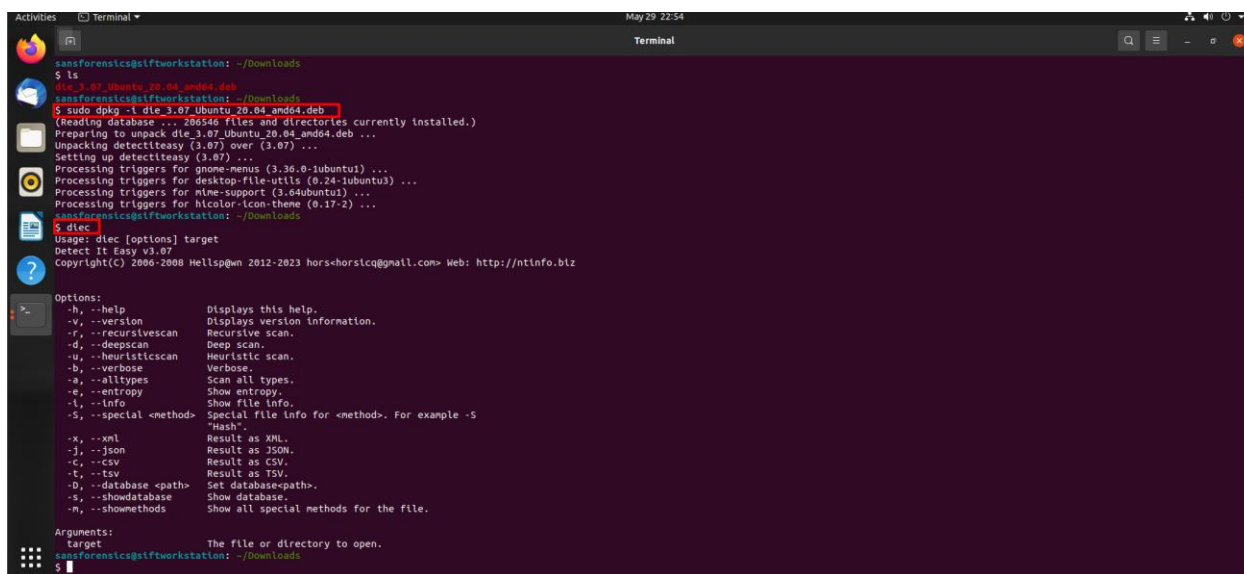 Activities
Terminal
May 29 22:54
Terminal
sansforensics@siftworkstation: ~/Downloads
$ ls
die_3.07_Ubuntu_20.04_amd64.deb
sansforensics@siftworkstation: ~/Downloads
$ sudo dpkg -i die_3.07_Ubuntu_20.04_amd64.deb
(Reading database ... 206546 files and directories currently installed.)
Preparing to unpack die_3.07_Ubuntu_20.04_amd64.deb ...
Unpacking detectiteasy (3.07) over (3.07) ...
Setting up detectiteasy (3.07) ...
Processing triggers for gnome-menus (3.36.0-1ubuntu1) ...
Processing triggers for desktop-file-utils (0.24-1ubuntu3) ...
Processing triggers for mime-support (3.64ubuntu1) ...
Processing triggers for hicolor-icon-theme (0.17-2) ...
sansforensics@siftworkstation: ~/Downloads
$ diec
Usage: diec [options] target
Detect It Easy v3.07
Copyright(C) 2006-2008 Hellsp@wn 2012-2023 hors<horsicq@gmail.com> Web: http://ntinfo.biz
Options:
-h, --help Displays this help.
-v, --version Displays version information.
-r, --recursivescan Recursive scan.
-d, --deepscan Deep scan.
-u, --heuristicscan Heuristic scan.
-b, --verbose Verbose.
-a, --alltypes Scan all types.
-e, --entropy Show entropy.
-i, --info Show file info.
-S, --special <method> Special file info for <method>. For example -S
"Hash".
-x, --xml Result as XML.
-j, --json Result as JSON.
-c, --csv Result as CSV.
-t, --tsv Result as TSV.
-D, --database <path> Set database<path>.
-s, --showdatabase Show database.
-m, --showmethods Show all special methods for the file.
Arguments:
target The file or directory to open.
sansforensics@siftworkstation: ~/Downloads
$